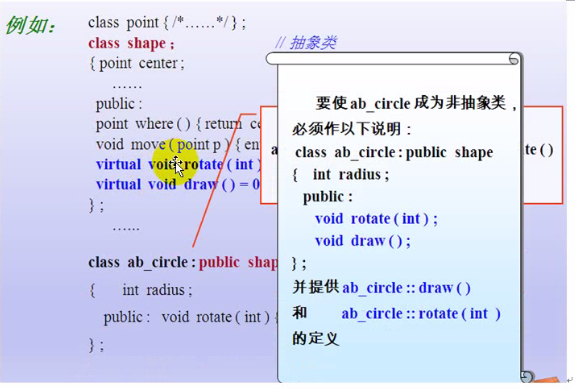 例如：
class point { /*……*/ } ;
class shape ;
// 抽象类
{ point center ;
……
public :
point where ( ) { return ce
void move ( point p ) { en
virtual void rotate ( int )
virtual void draw ( ) = 0
} ;
……
class ab_circle : public shap
{ int radius ;
public : void rotate ( int ) {
} ;
a
te ( )
要使 ab_circle 成为非抽象类，
必须作以下说明：
class ab_circle : public shape
{ int radius ;
public :
void rotate ( int ) ;
void draw ( ) ;
} ;
并提供 ab_circle :: draw ( )
和 ab_circle :: rotate ( int )
的定义